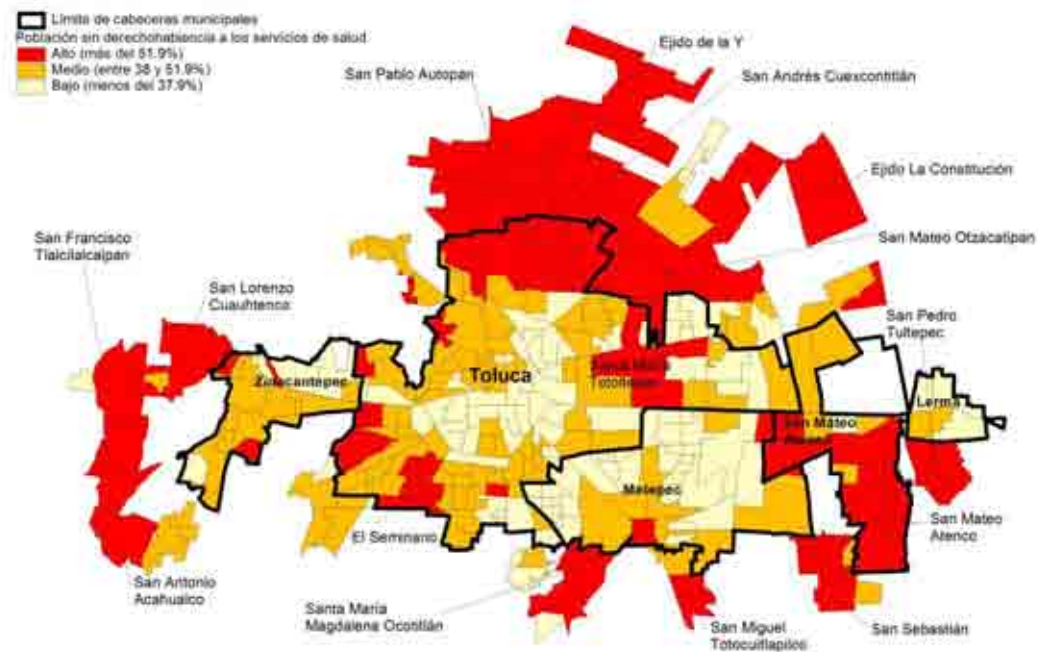 Límite de cabeceras municipales
Población sin derechohabiencia a los servicios de salud
Alto (más del 51.9%)
Medio (entre 38 y 51.9%)
Bajo (menos del 37.9%)
Ejido de la Y
San Pablo Autopan
San Andrés Cuexcontitlán
Ejido La Constitución
San Francisco
Tlalcilalcalpan
San Mateo Otzacatipan
San Lorenzo
Cuauhtenco
San Pedro
Tultepec
Santa María
Totoltepec
Zinacantepec
Toluca
Lerma
San Mateo
Atenco
Metepec
El Seminario
San Mateo
Atenco
San Antonio
Acahualco
Santa María
Magdalena Ocotitlán
San Miguel
Totocuitlapilco
San Sebastián